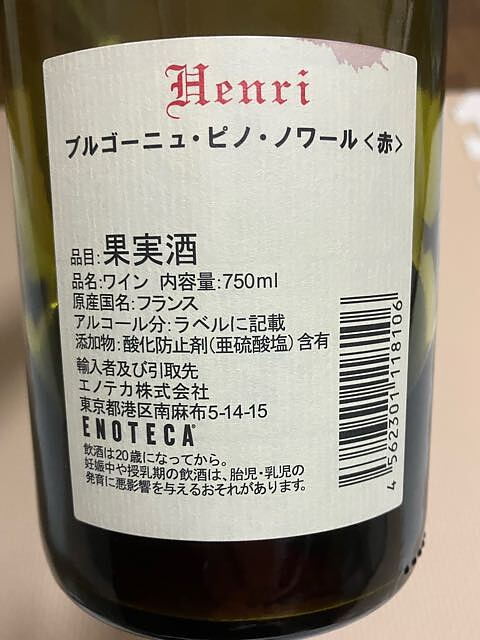 Henri
ブルゴーニュ・ピノ・ノワール<赤>
品目:果実酒
品名:ワイン 内容量:750ml
原産国名:フランス
アルコール分:ラベルに記載
添加物:酸化防止剤(亜硫酸塩)含有
輸入者及び引取先
エノテカ株式会社
東京都港区南麻布5-14-15
ENOTECA
飲酒は20歳になってから。
妊娠中や授乳期の飲酒は、胎児・乳児の
発育に悪影響を与えるおそれがあります。
4 562301 118106